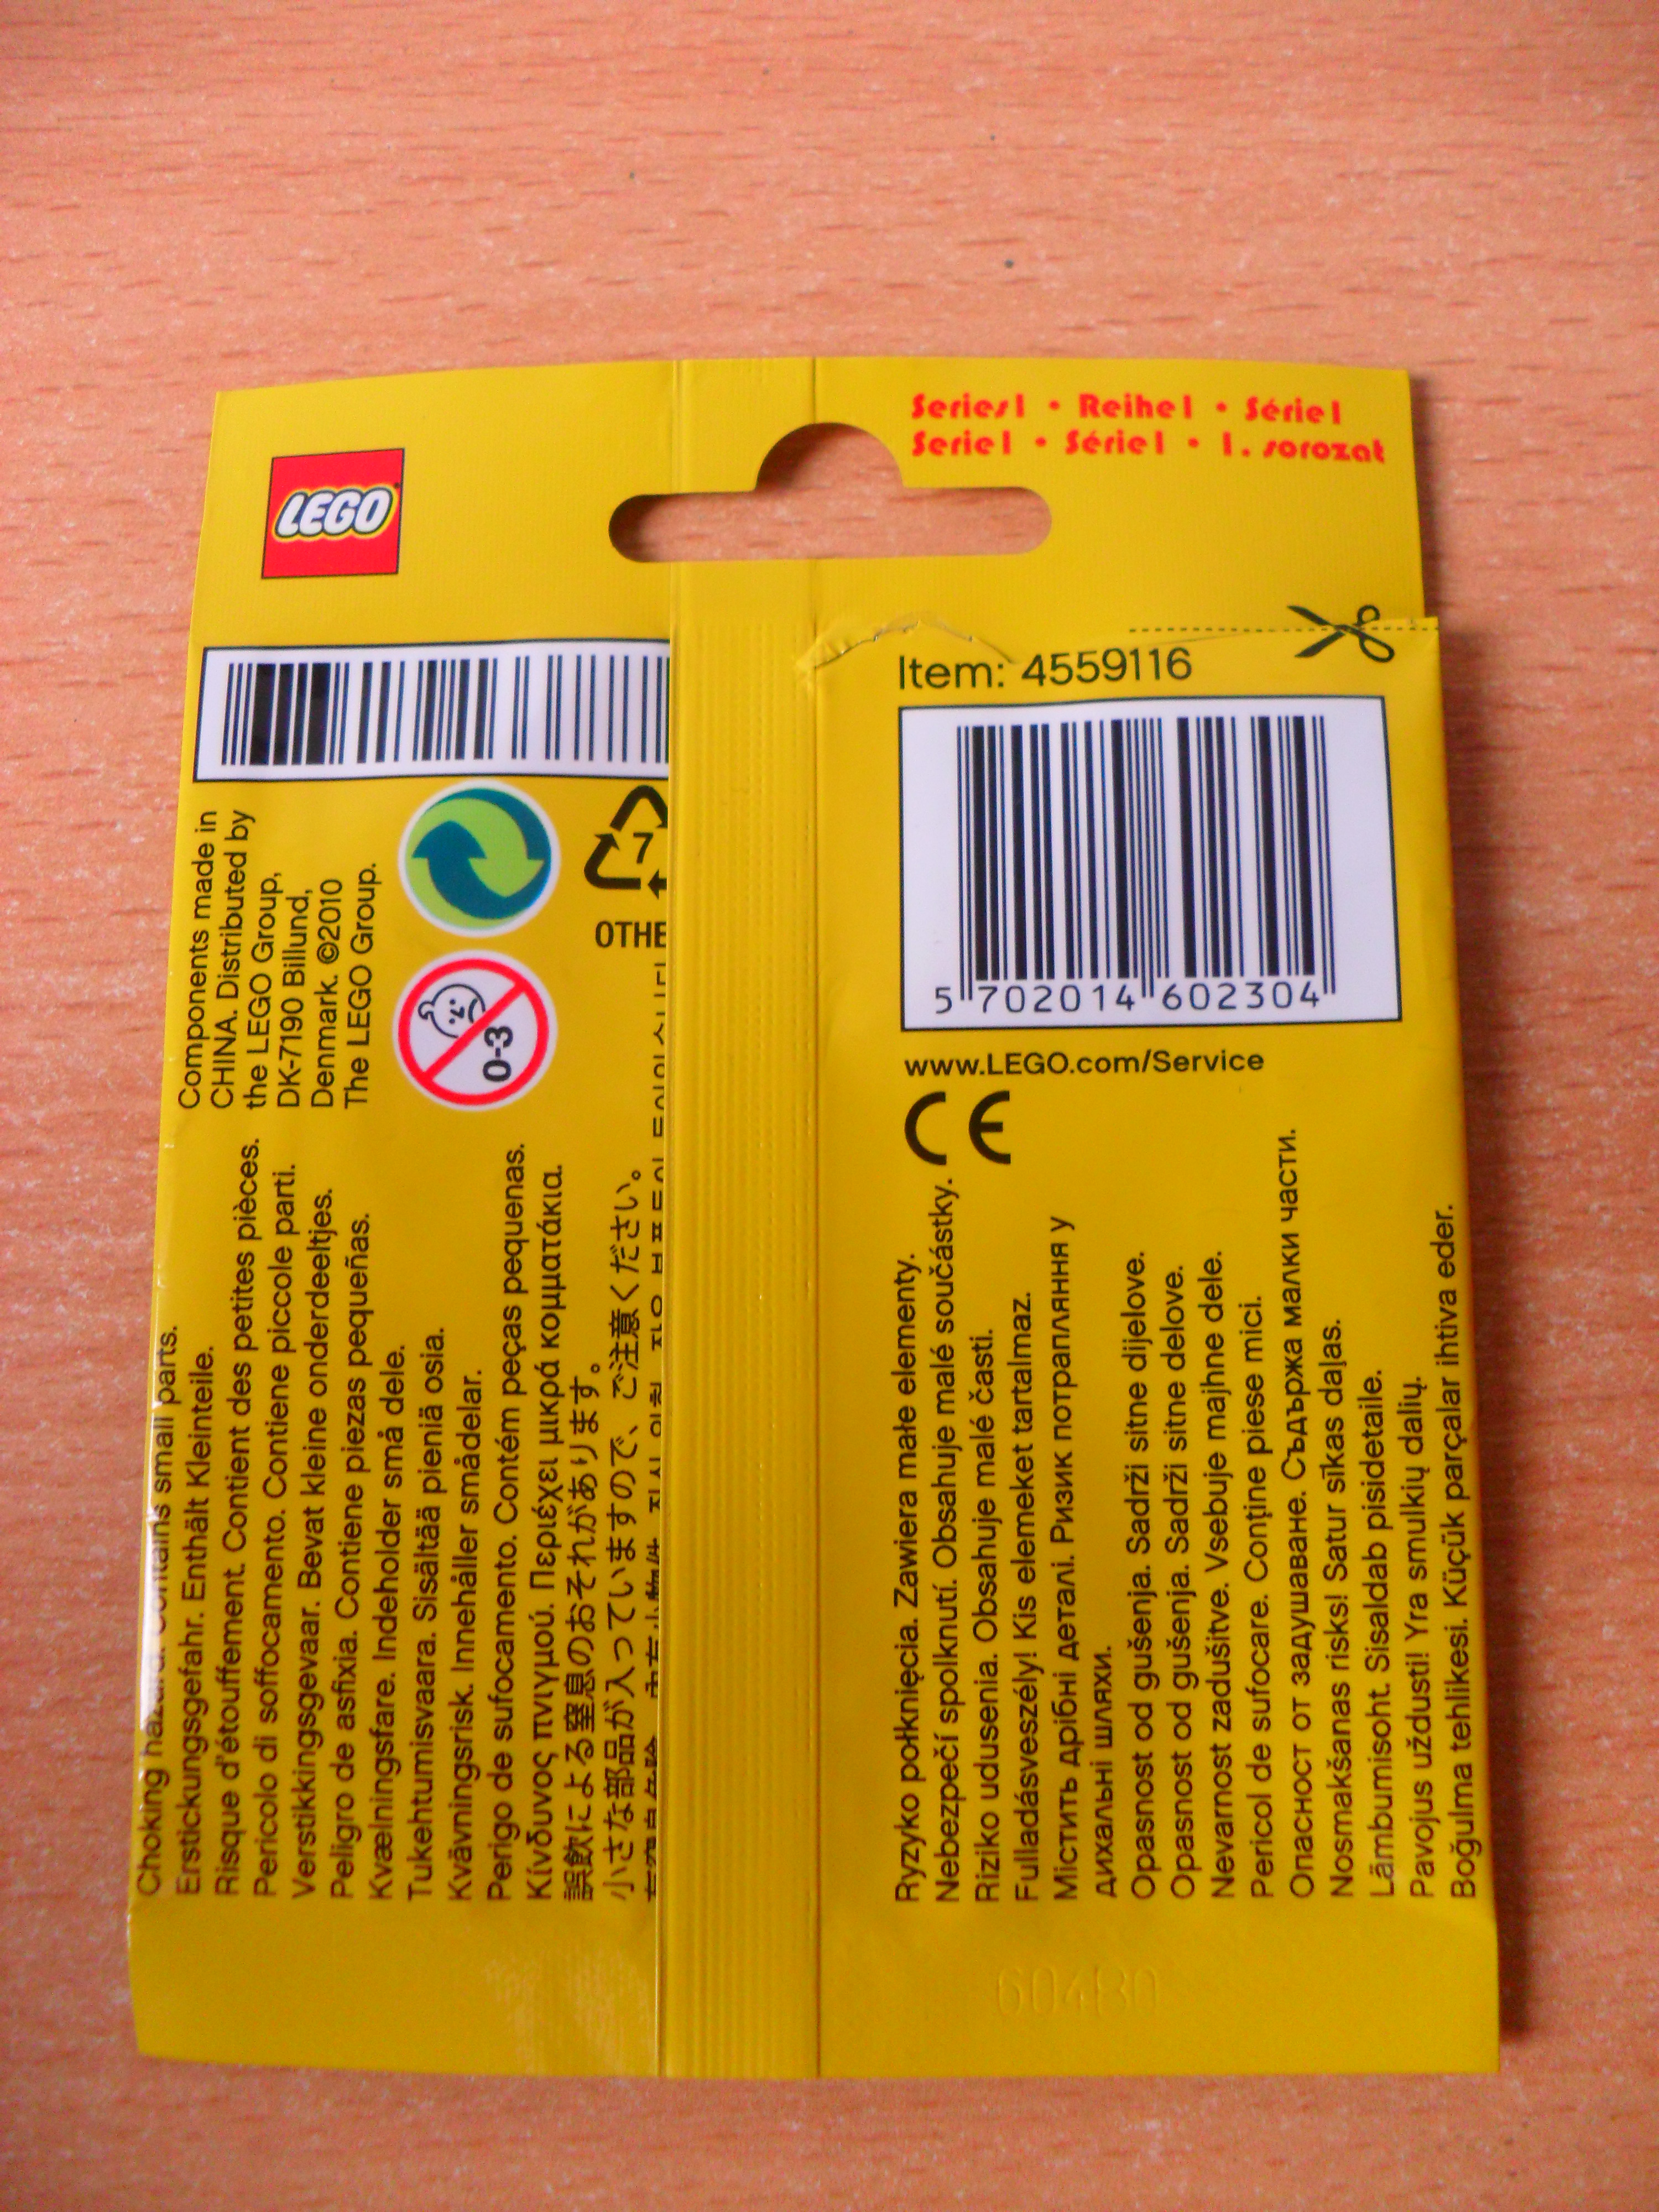 Series 1 • Reihe 1 • Série 1
Serie 1 • Série 1 • 1. sorozat
LEGO
Item: 4559116
5 702014 602304
www.LEGO.com/Service
CE
Components made in
CHINA. Distributed by
the LEGO Group,
DK-7190 Billund,
Denmark. ©2010
The LEGO Group.
7
OTHE
0-3
Choking hazard. Contains small parts.
Erstickungsgefahr. Enthält Kleinteile.
Risque d'étouffement. Contient des petites pièces.
Pericolo di soffocamento. Contiene piccole parti.
Verstikkingsgevaar. Bevat kleine onderdeeltjes.
Peligro de asfixia. Contiene piezas pequeñas.
Kvælningsfare. Indeholder små dele.
Tukehtumisvaara. Sisältää pieniä osia.
Kvävningsrisk. Innehåller smådelar.
Perigo de sufocamento. Contém peças pequenas.
Κίνδυνος πνιγμού. Περιέχει μικρά κομματάκια.
誤飲による窒息のおそれがあります。
小さな部品が入っていますので、ご注意ください。
Ryzyko połknięcia. Zawiera małe elementy.
Nebezpečí spolknutí. Obsahuje malé součástky.
Riziko udusenia. Obsahuje malé časti.
Fulladásveszély! Kis elemeket tartalmaz.
Містить дрібні деталі. Ризик потрапляння у
дихальні шляхи.
Opasnost od gušenja. Sadrži sitne dijelove.
Opasnost od gušenja. Sadrži sitne delove.
Nevarnost zadušitve. Vsebuje majhne dele.
Pericol de sufocare. Conţine piese mici.
Опасност от задушаване. Съдържа малки части.
Nosmakšanas risks! Satur sīkas daļas.
Lämbumisoht. Sisaldab pisidetaile.
Pavojus uždusti! Yra smulkių dalių.
Boğulma tehlikesi. Küçük parçalar ihtiva eder.